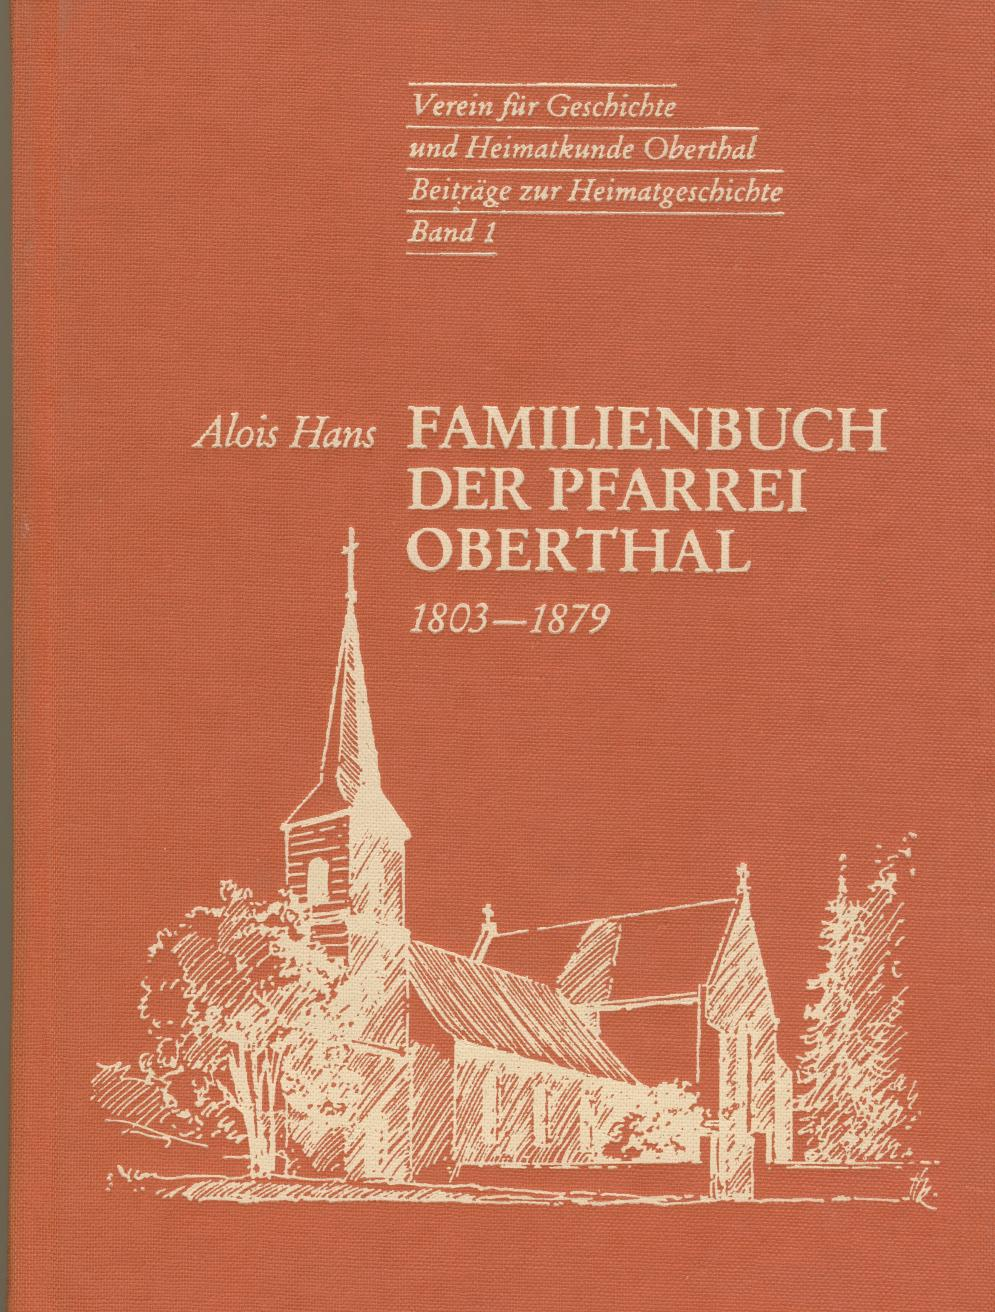 Verein für Geschichte
und Heimatkunde Oberthal
Beiträge zur Heimatgeschichte
Band 1
Alois Hans FAMILIENBUCH
DER PFARREI
OBERTHAL
1803—1879